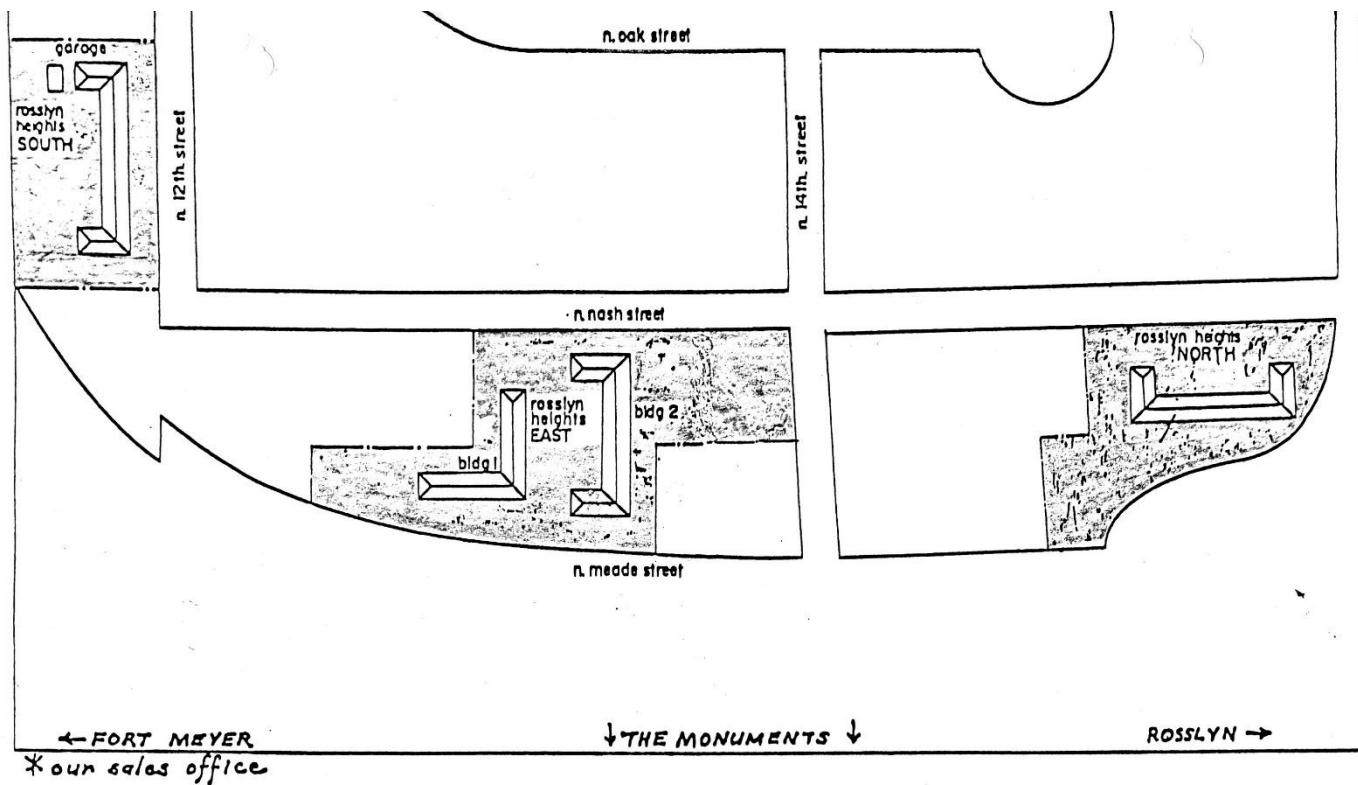 n. oak street
garage
rosslyn
heights
SOUTH
n. 12th. street
n. 14th. street
n. nash street
rosslyn heights
NORTH
rosslyn
heights
EAST
bldg 2
bldg 1
n. meade street
← FORT MEYER
↓ THE MONUMENTS ↓
ROSSLYN →
* our sales office